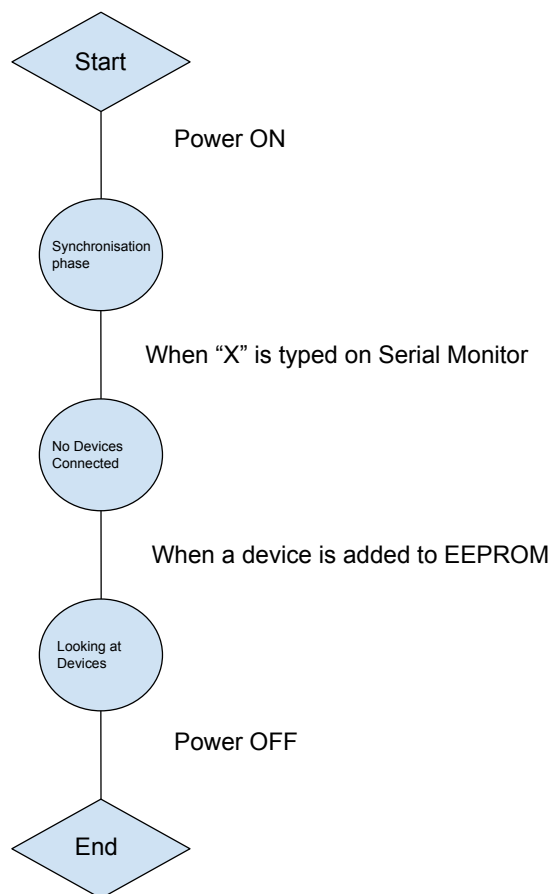 Start
Power ON
Synchronisation
phase
When “X” is typed on Serial Monitor
No Devices
Connected
When a device is added to EEPROM
Looking at
Devices
Power OFF
End